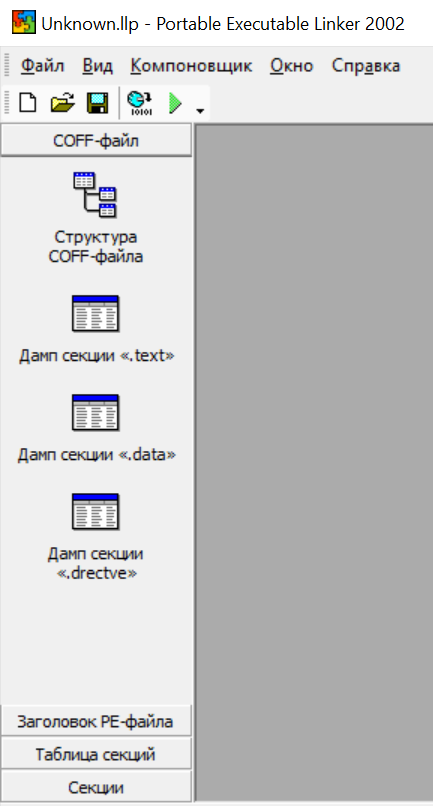 Unknown.llp - Portable Executable Linker 2002
Файл Вид Компоновщик Окно Справка
1010I
COFF-файл
Структура
COFF-файла
Дамп секции «.text»
Дамп секции «.data»
Дамп секции
«.drectve»
Заголовок PE-файла
Таблица секций
Секции